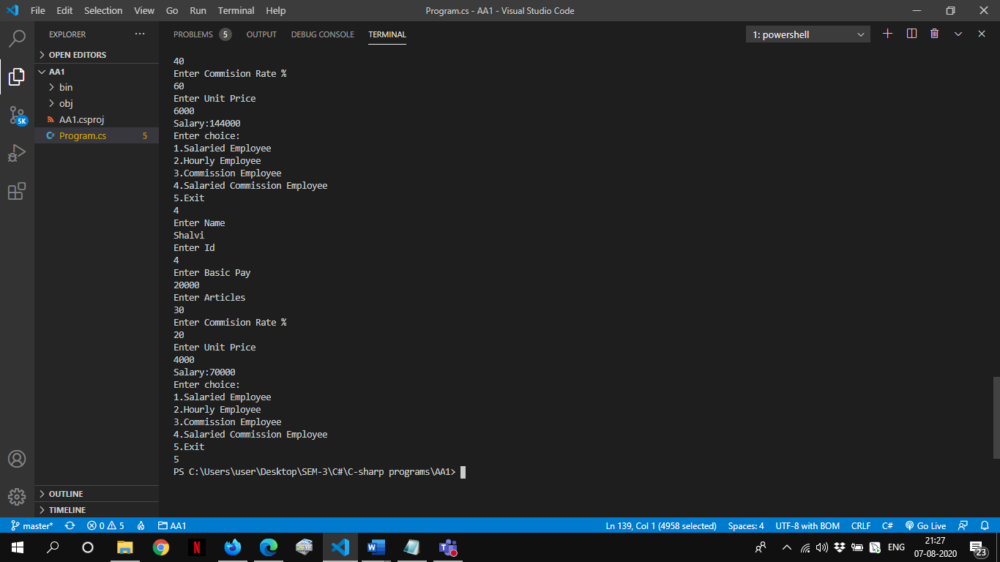 File Edit Selection View Go Run Terminal Help
Program.cs - AA1 - Visual Studio Code
EXPLORER
OPEN EDITORS
AA1
bin
obj
AA1.csproj
C# Program.cs 5
OUTLINE
TIMELINE
5K
PROBLEMS 5 OUTPUT DEBUG CONSOLE TERMINAL
1: powershell
40
Enter Commision Rate %
60
Enter Unit Price
6000
Salary:144000
Enter choice:
1.Salaried Employee
2.Hourly Employee
3.Commission Employee
4.Salaried Commission Employee
5.Exit
4
Enter Name
Shalvi
Enter Id
4
Enter Basic Pay
20000
Enter Articles
30
Enter Commision Rate %
20
Enter Unit Price
4000
Salary:70000
Enter choice:
1.Salaried Employee
2.Hourly Employee
3.Commission Employee
4.Salaried Commission Employee
5.Exit
5
PS C:\Users\user\Desktop\SEM-3\C#\C-sharp programs\AA1>
master* 0 5 AA1 Ln 139, Col 1 (4958 selected) Spaces: 4 UTF-8 with BOM CRLF C# Go Live
ENG
21:27
07-08-2020
23